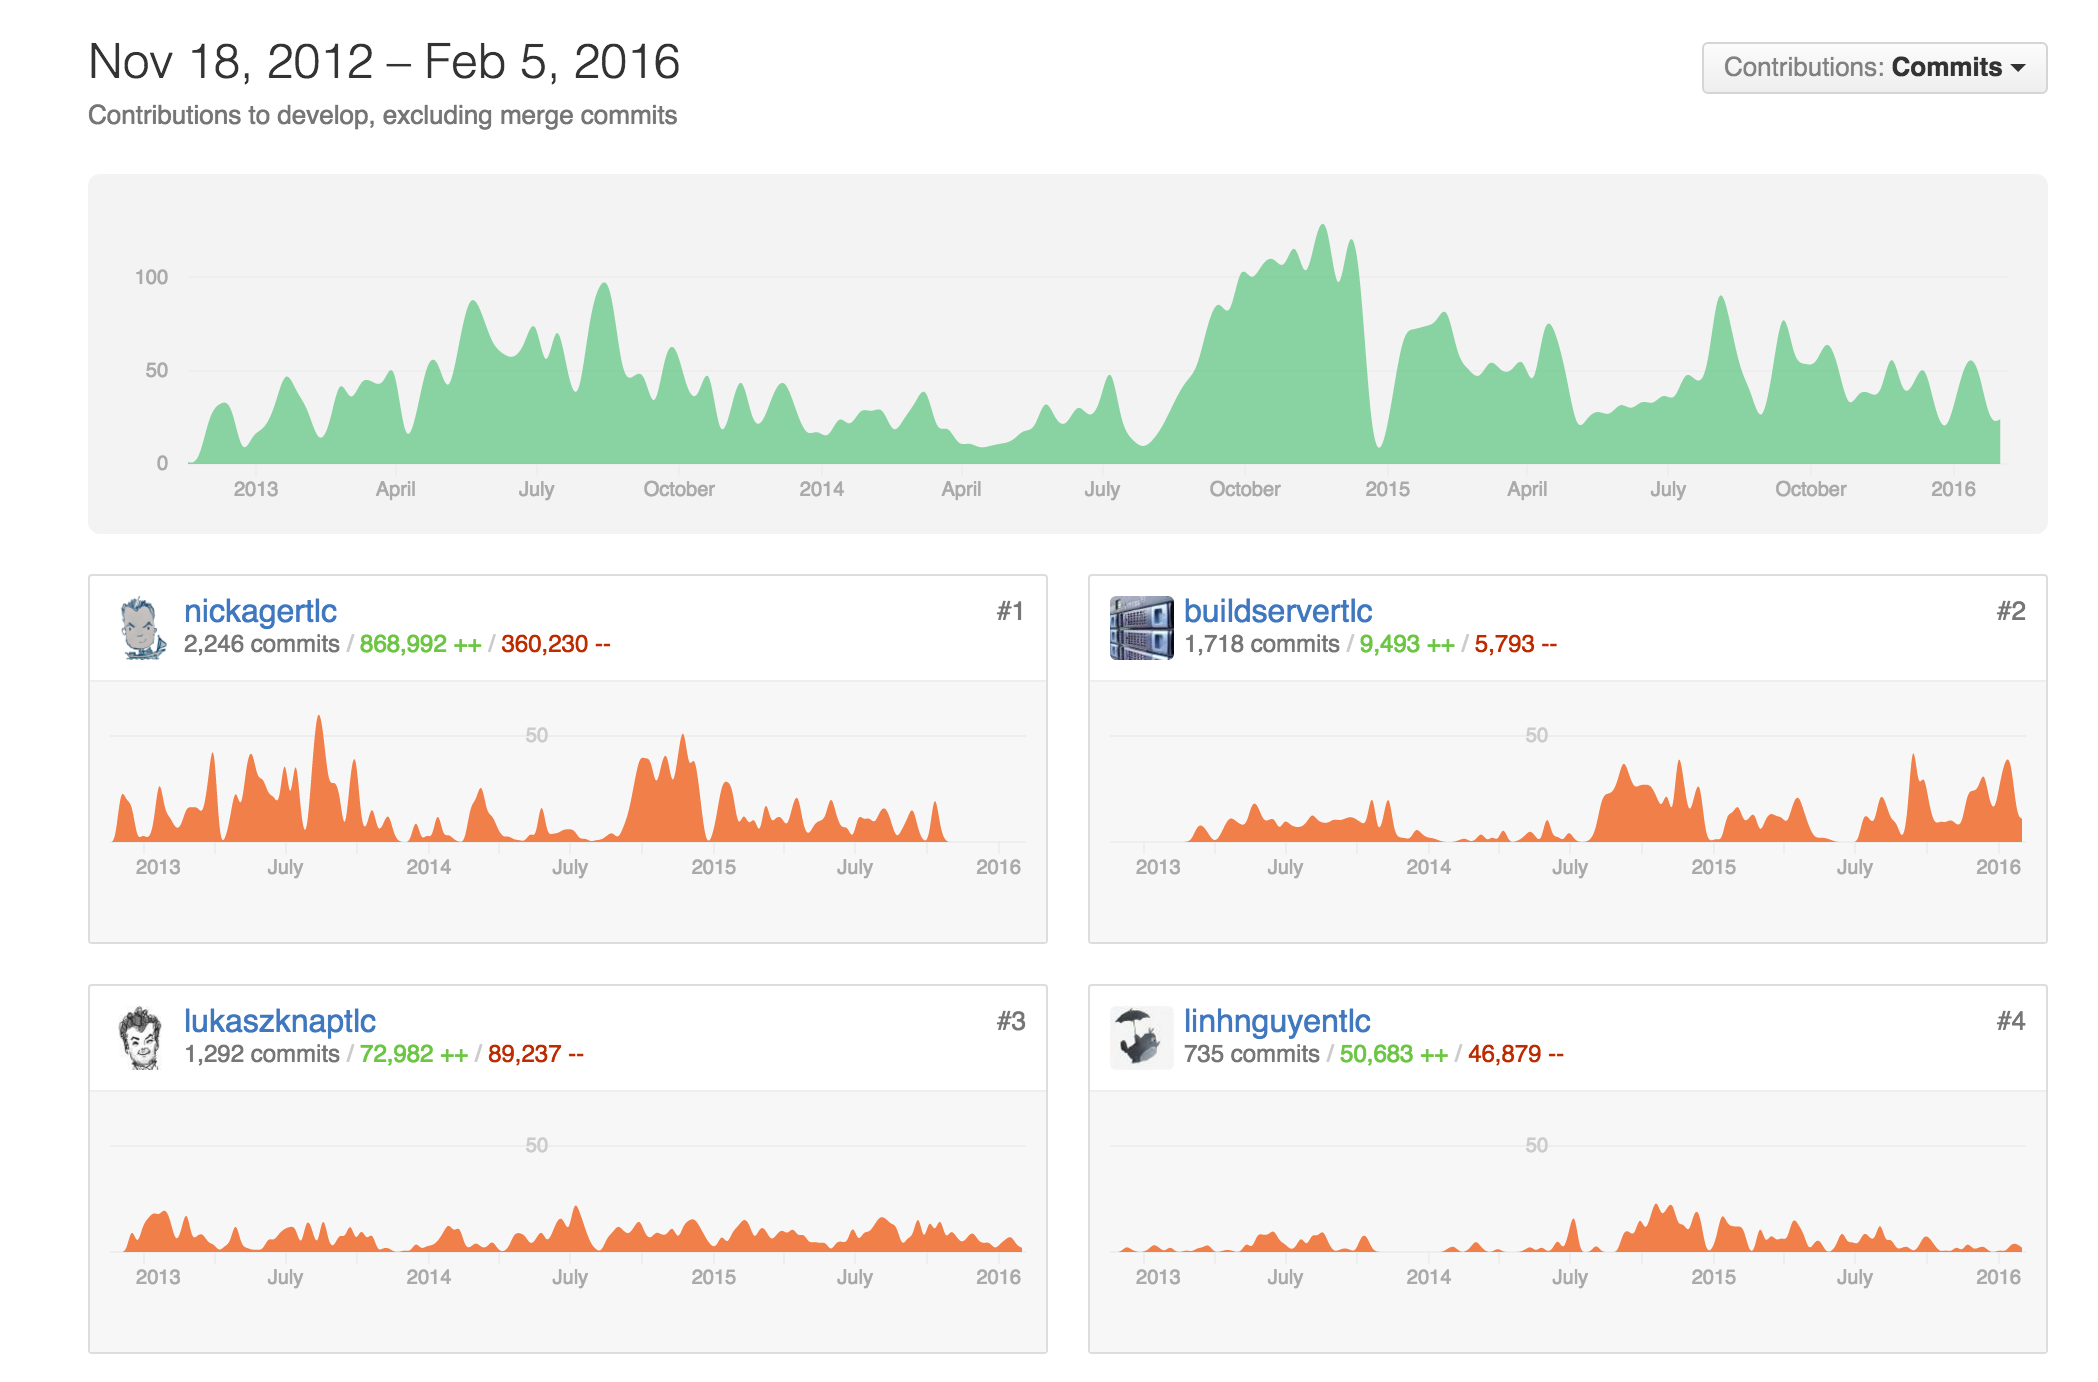 Nov 18, 2012 – Feb 5, 2016
Contributions: Commits
Contributions to develop, excluding merge commits
100
50
0
2013 April July October 2014 April July October 2015 April July October 2016
nickagertlc #1
2,246 commits / 868,992 ++ / 360,230 --
50
2013 July 2014 July 2015 July 2016
buildservertlc #2
1,718 commits / 9,493 ++ / 5,793 --
50
2013 July 2014 July 2015 July 2016
lukaszknaptlc #3
1,292 commits / 72,982 ++ / 89,237 --
50
2013 July 2014 July 2015 July 2016
linhnguyentlc #4
735 commits / 50,683 ++ / 46,879 --
50
2013 July 2014 July 2015 July 2016